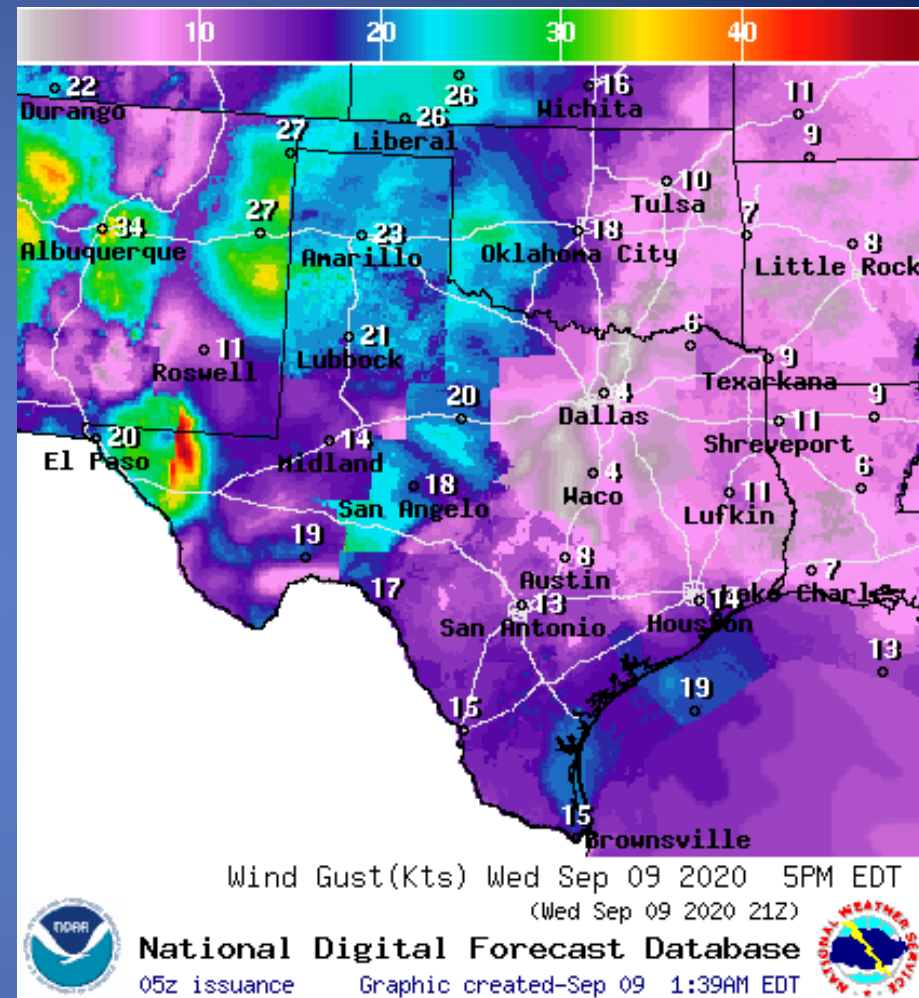 10 20 30 40
22
Durango
26
16
Wichita
11
26
Liberal
27
9
10
Tulsa
34
Albuquerque
27
23
Amarillo
18
Oklahoma City
7
8
Little Rock
11
Roswell
21
Lubbock
6
9
Texarkana
4
Dallas
20
11
Shreveport
9
20
El Paso
14
Midland
18
San Angelo
4
Waco
11
Lufkin
6
19
8
Austin
7
Lake Charles
17
13
San Antonio
14
Houston
13
15
19
15
Brownsville
Wind Gust(Kts) Wed Sep 09 2020 5PM EDT
(Wed Sep 09 2020 21Z)
NOAA
National Digital Forecast Database
05z issuance Graphic created-Sep 09 1:39AM EDT
NATIONAL WEATHER SERVICE